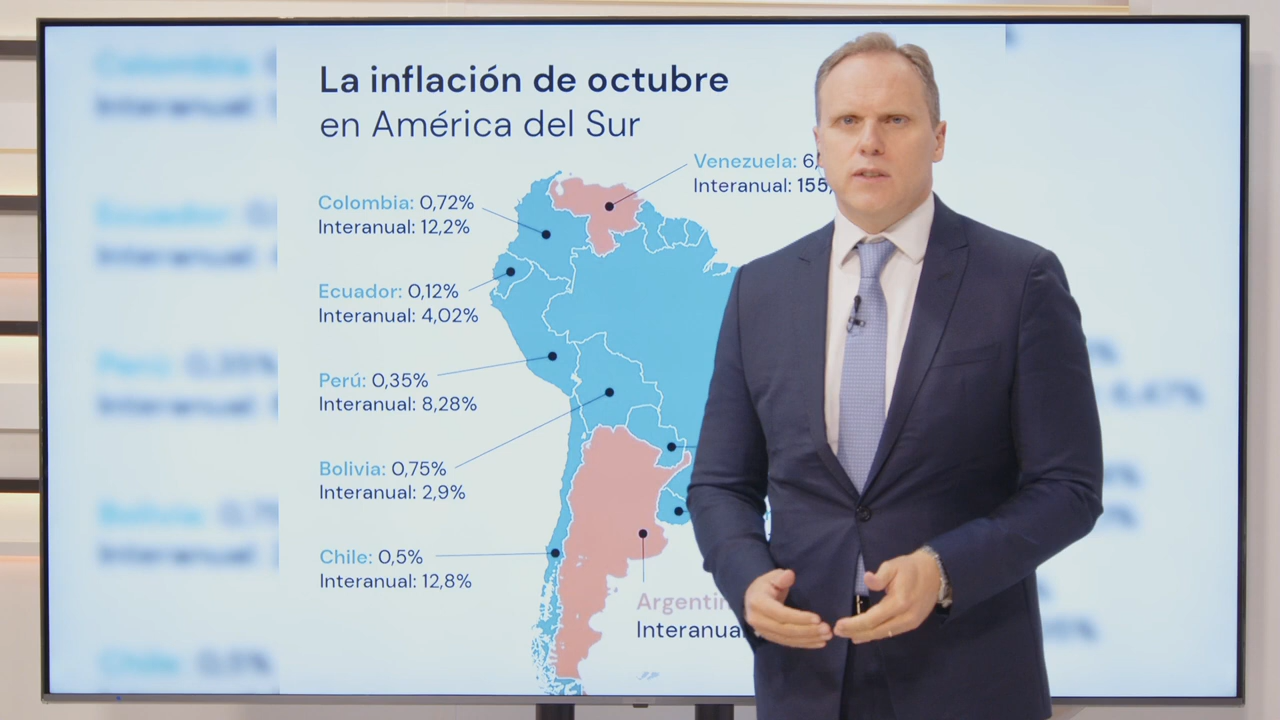 La inflación de octubre
en América del Sur
Venezuela: 6,
Interanual: 155,
Colombia: 0,72%
Interanual: 12,2%
Ecuador: 0,12%
Interanual: 4,02%
Perú: 0,35%
Interanual: 8,28%
Bolivia: 0,75%
Interanual: 2,9%
Chile: 0,5%
Interanual: 12,8%
Argentin
Interanual